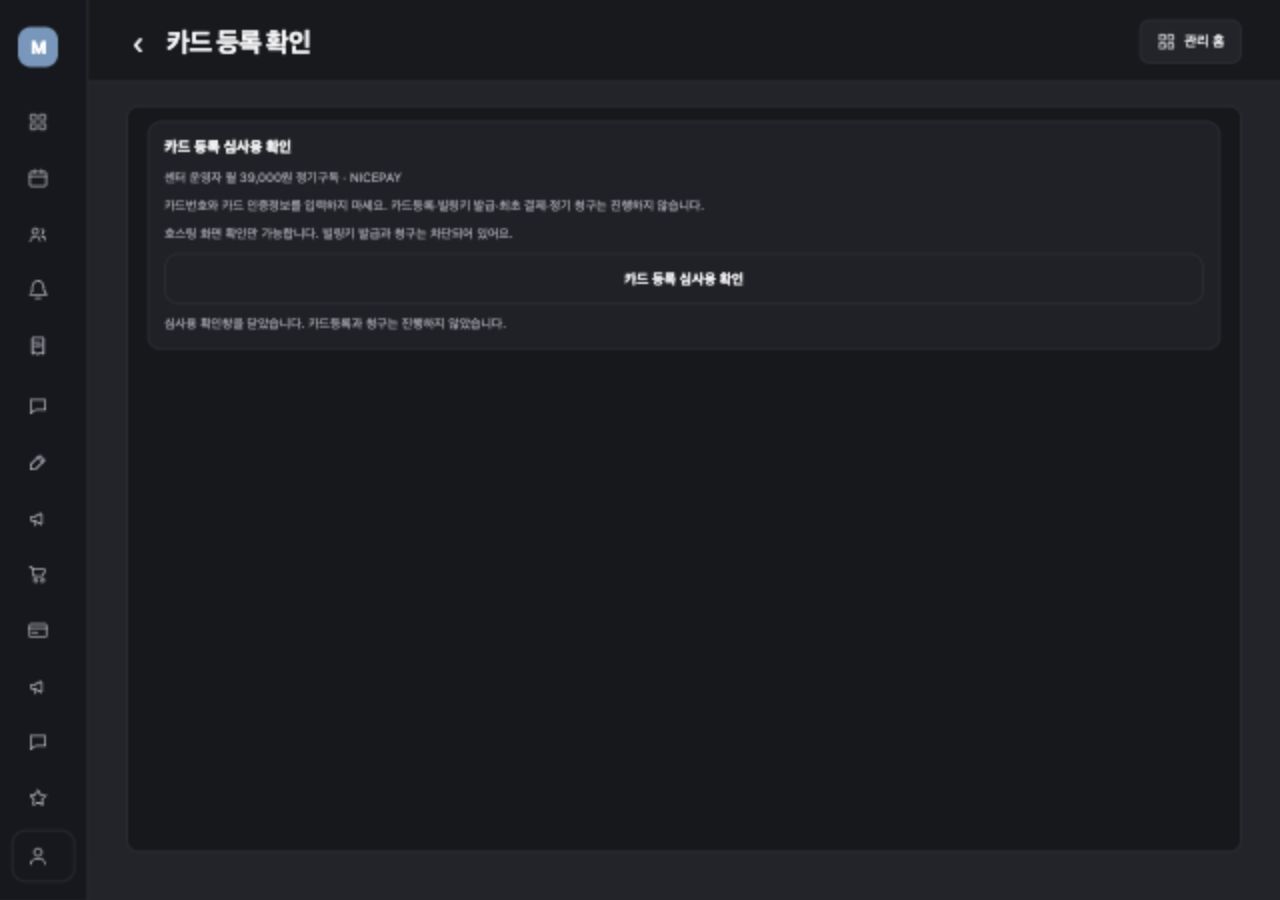 M
카드 등록 확인
관리 홈
카드 등록 심사용 확인
센터 운영자 월 39,000원 정기구독 · NICEPAY
카드번호와 카드 인증정보를 입력하지 마세요. 카드등록·빌링키 발급·최초 결제·정기 청구는 진행하지 않습니다.
호스팅 화면 확인만 가능합니다. 빌링키 발급과 청구는 차단되어 있어요.
카드 등록 심사용 확인
심사용 확인창을 닫았습니다. 카드등록과 청구는 진행하지 않았습니다.